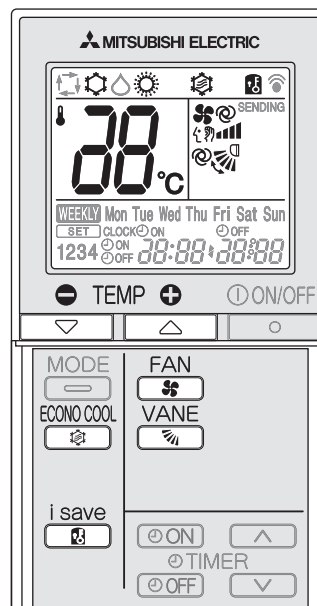 MITSUBISHI ELECTRIC
SENDING
88°C
WEEKLY Mon Tue Wed Thu Fri Sat Sun
SET CLOCK ON OFF
1234 ON OFF 88:88 88:88
TEMP ON/OFF
MODE FAN
ECONO COOL VANE
i save
ON
TIMER
OFF